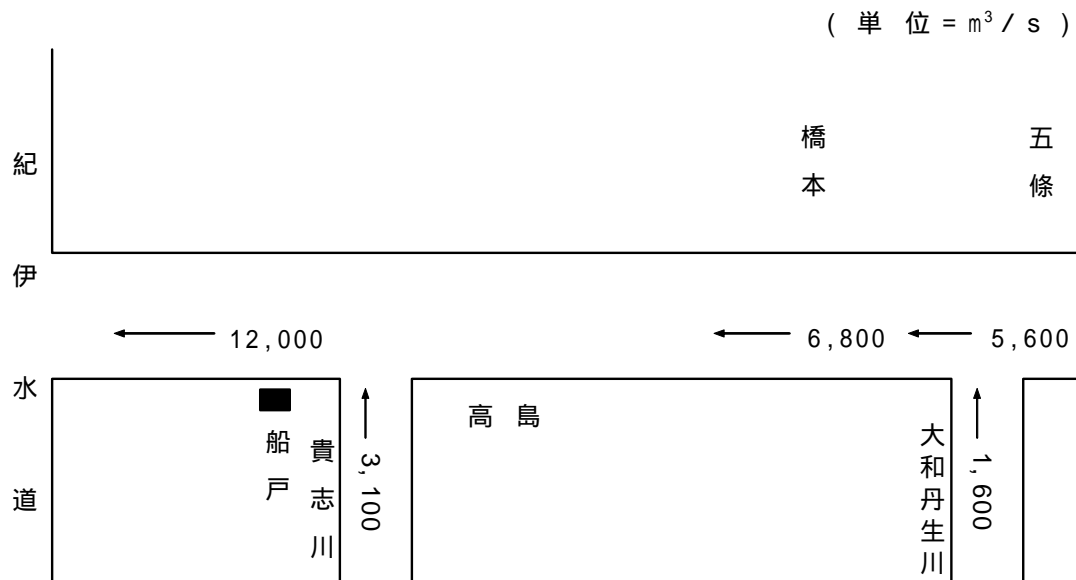 (単位=m³/s)
橋本
五條
紀伊水道
12,000
6,800
5,600
船戸
貴志川
3,100
高島
大和丹生川
1,600